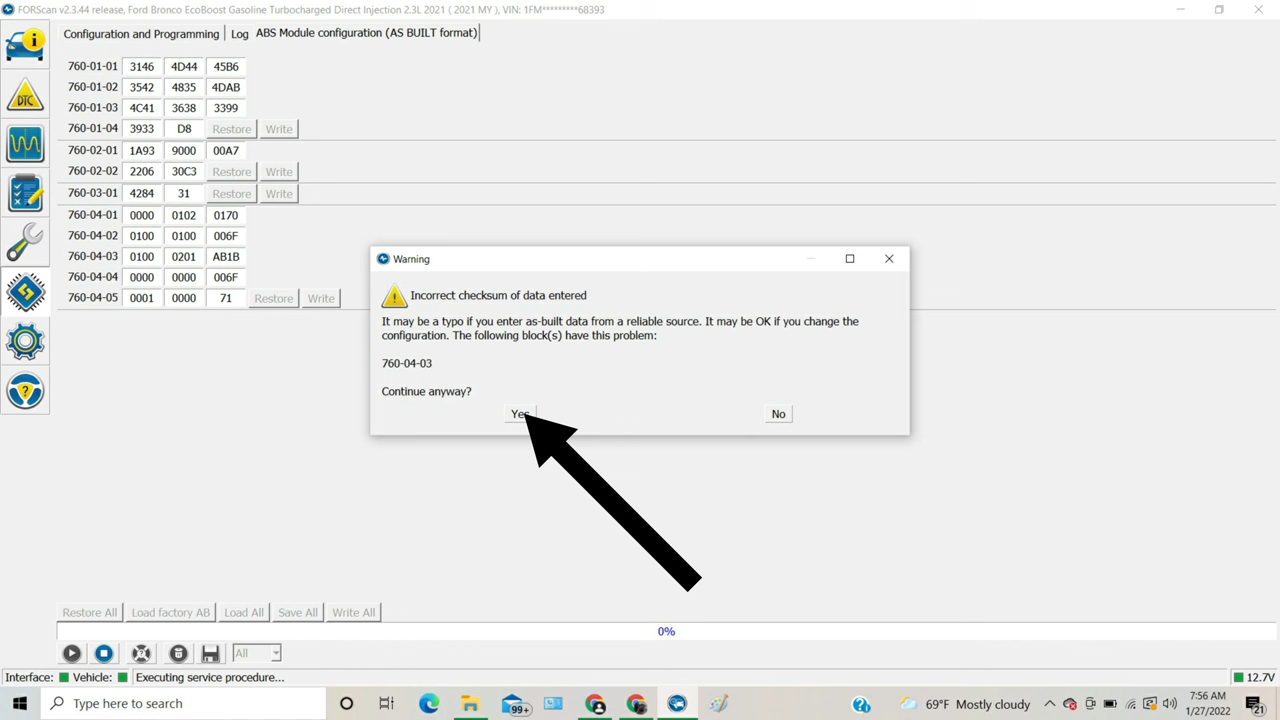 FORScan v2.3.44 release, Ford Bronco EcoBoost Gasoline Turbocharged Direct Injection 2.3L 2021 ( 2021 MY ), VIN: 1FM********68393
Configuration and Programming Log ABS Module configuration (AS BUILT format)
760-01-01 3146 4D44 45B6
760-01-02 3542 4835 4DAB
760-01-03 4C41 3638 3399
760-01-04 3933 D8 Restore Write
760-02-01 1A93 9000 00A7
760-02-02 2206 30C3 Restore Write
760-03-01 4284 31 Restore Write
760-04-01 0000 0102 0170
760-04-02 0100 0100 006F
760-04-03 0100 0201 AB1B
760-04-04 0000 0000 006F
760-04-05 0001 0000 71 Restore Write
DTC
Warning
Incorrect checksum of data entered
It may be a typo if you enter as-built data from a reliable source. It may be OK if you change the
configuration. The following block(s) have this problem:
760-04-03
Continue anyway?
Yes No
Restore All Load factory AB Load All Save All Write All
0%
All
Interface: Vehicle: Executing service procedure... 12.7V
Type here to search 99+ 69°F Mostly cloudy 7:56 AM
1/27/2022 21